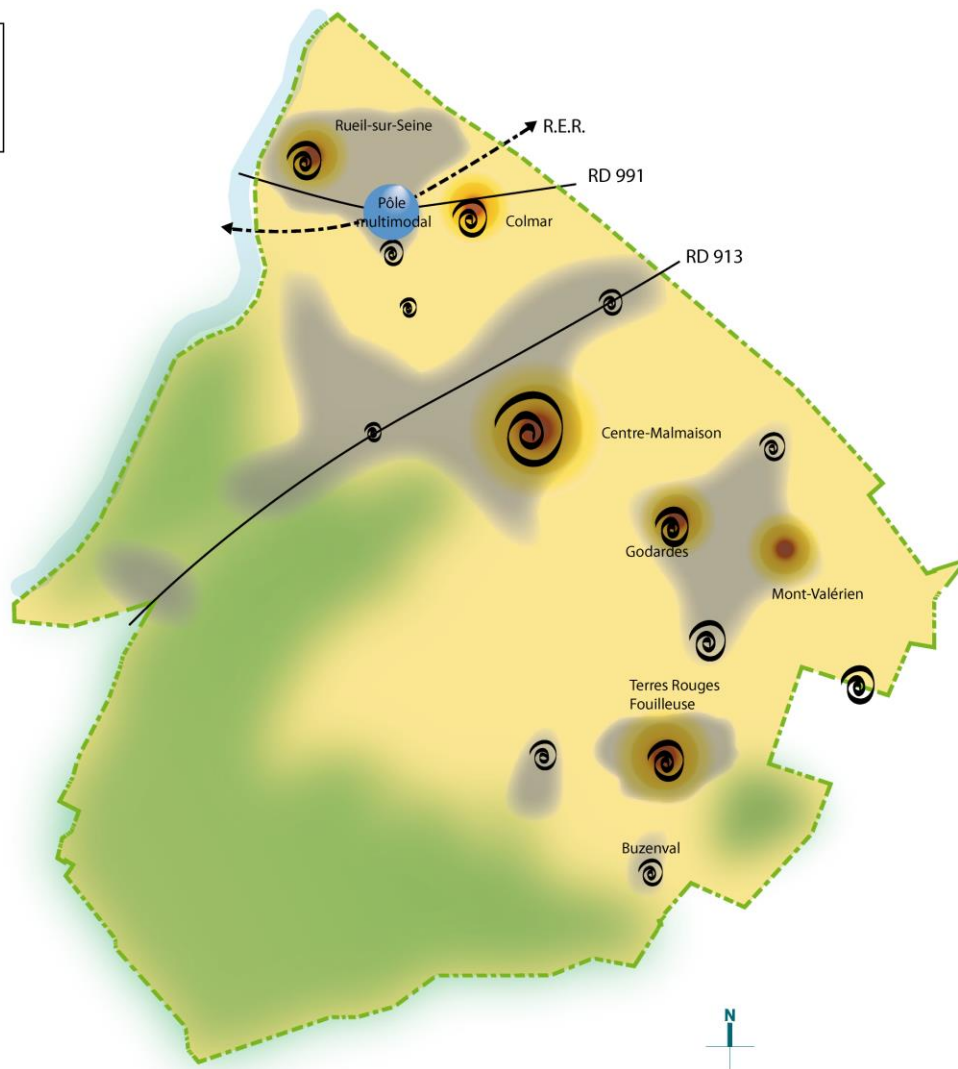 Rueil-sur-Seine
R.E.R.
RD 991
Pôle
multimodal
Colmar
RD 913
Centre-Malmaison
Godardes
Mont-Valérien
Terres Rouges
Fouilleuse
Buzenval
N